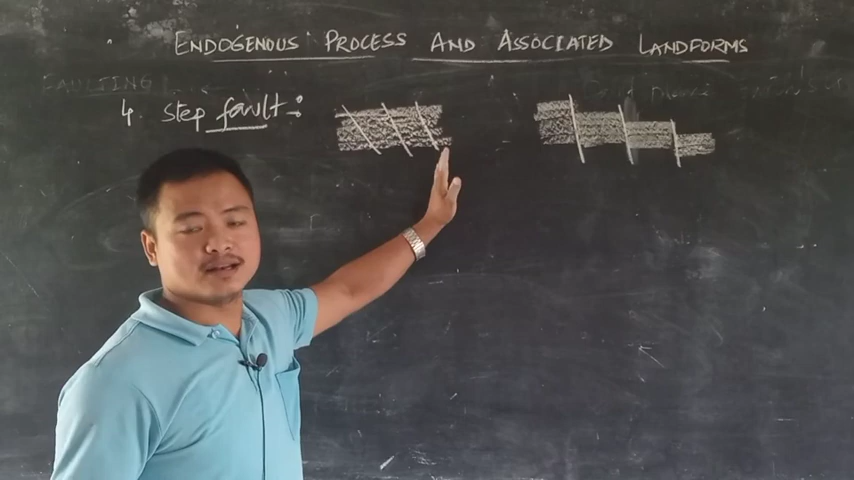 ENDOGENOUS PROCESS AND ASSOCIATED LANDFORMS
FAULTING
4. Step fault :-